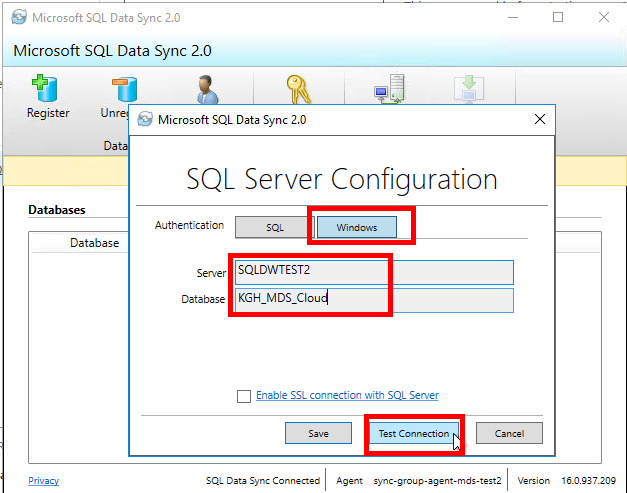 Microsoft SQL Data Sync 2.0
Microsoft SQL Data Sync 2.0
Register
Data
Microsoft SQL Data Sync 2.0
SQL Server Configuration
Authentication
SQL
Windows
Server
SQLDWTEST2
Database
KGH_MDS_Cloud
Enable SSL connection with SQL Server
Save
Test Connection
Cancel
Databases
Database
Privacy
SQL Data Sync Connected
Agent
sync-group-agent-mds-test2
Version
16.0.937.209